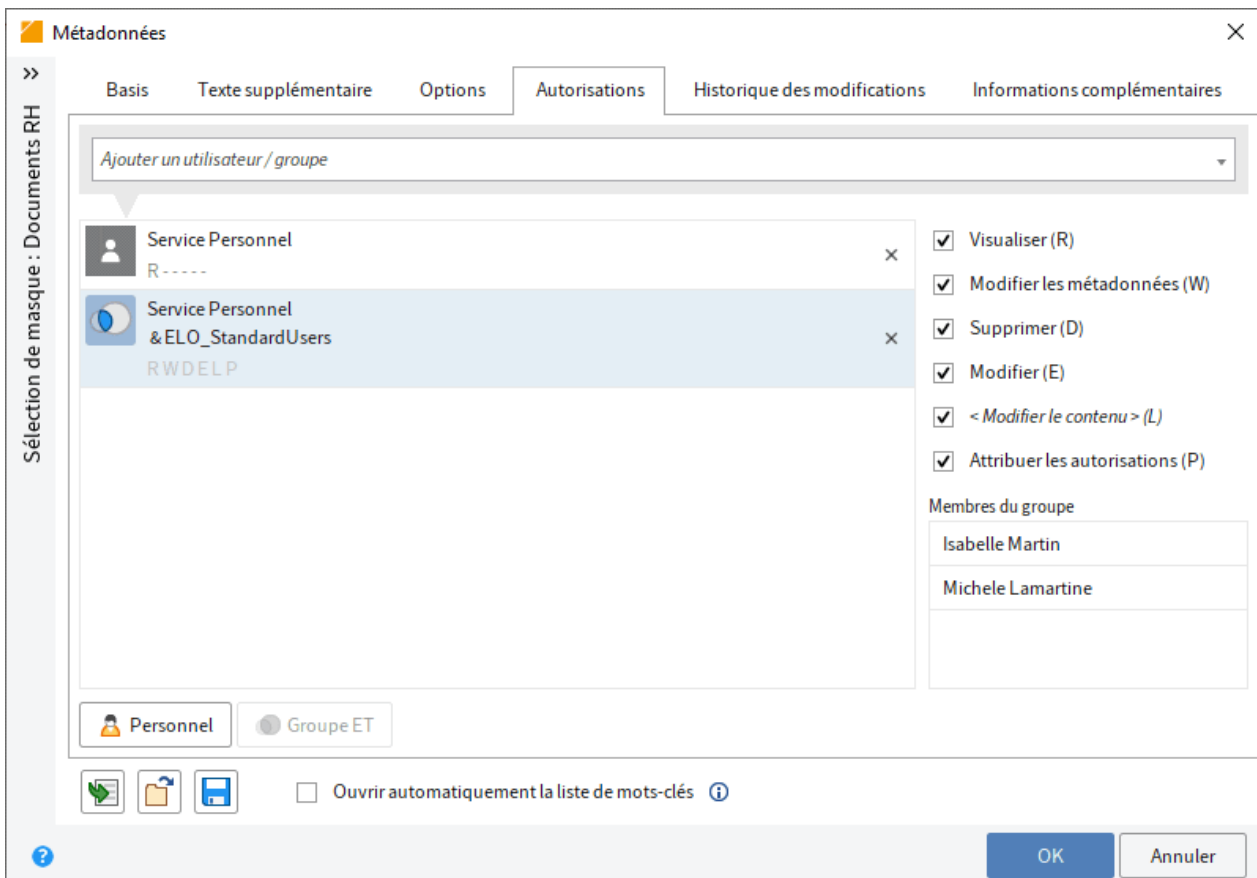 Métadonnées
Sélection de masque : Documents RH
Basis
Texte supplémentaire
Options
Autorisations
Historique des modifications
Informations complémentaires
Ajouter un utilisateur / groupe
Service Personnel
R - - - - -
Service Personnel
&ELO_StandardUsers
R W D E L P
Visualiser (R)
Modifier les métadonnées (W)
Supprimer (D)
Modifier (E)
< Modifier le contenu > (L)
Attribuer les autorisations (P)
Membres du groupe
Isabelle Martin
Michele Lamartine
Personnel
Groupe ET
Ouvrir automatiquement la liste de mots-clés
OK
Annuler